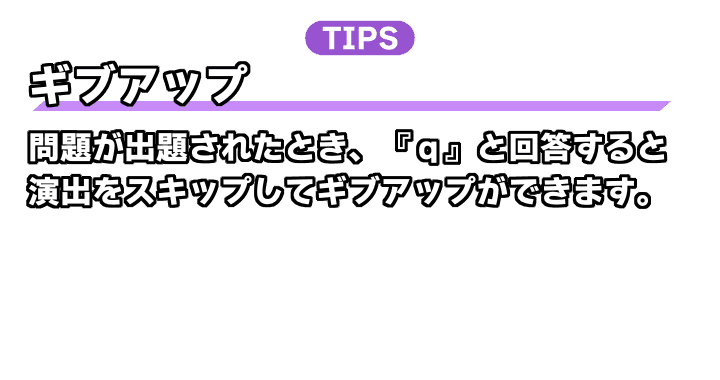 TIPS
ギブアップ
問題が出題されたとき、『ｑ』と回答すると
演出をスキップしてギブアップができます。